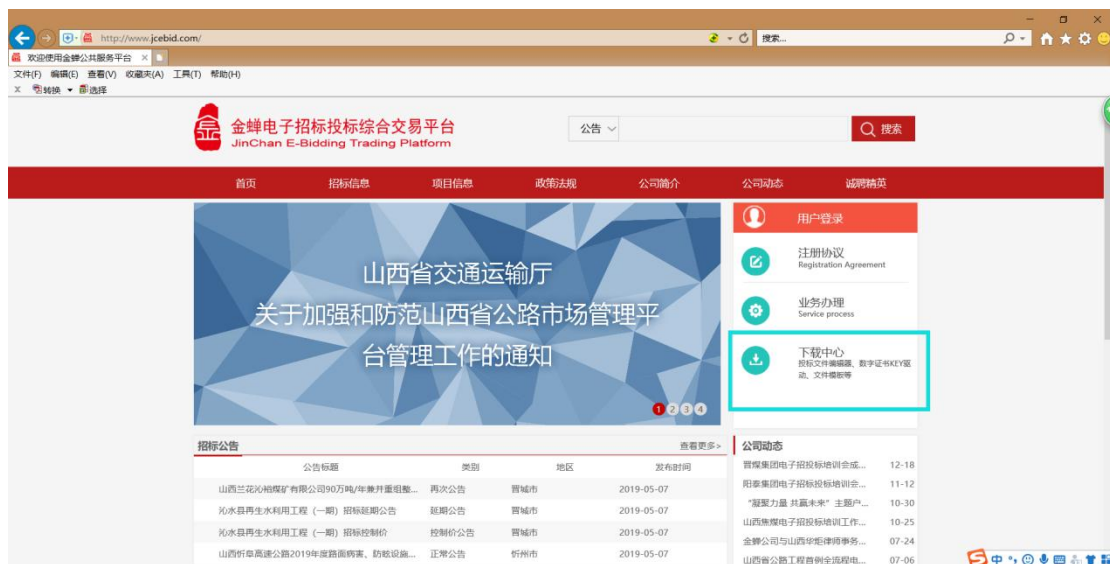 http://www.jcebid.com/
搜索...
欢迎使用金蝉公共服务平台
文件(F) 编辑(E) 查看(V) 收藏夹(A) 工具(T) 帮助(H)
x 转换 选择
金蝉电子招标投标综合交易平台
JinChan E-Bidding Trading Platform
公告
搜索
首页 招标信息 项目信息 政策法规 公司简介 公司动态 诚聘精英
山西省交通运输厅
关于加强和防范山西省公路市场管理平
台管理工作的通知
1 2 3 4
用户登录
注册协议
Registration Agreement
业务办理
Service process
下载中心
投标文件编辑器、数字证书KEY驱
动、文件模板等
招标公告 查看更多>
公告标题 类别 地区 发布时间
山西兰花沁裕煤矿有限公司90万吨/年兼并重组整... 再次公告 晋城市 2019-05-07
沁水县再生水利用工程（一期）招标延期公告 延期公告 晋城市 2019-05-07
沁水县再生水利用工程（一期）招标控制价 控制价公告 晋城市 2019-05-07
山西忻阜高速公路2019年度路面病害、防眩设施... 正常公告 忻州市 2019-05-07
公司动态
晋煤集团电子招投标培训会成... 12-18
阳泰集团电子招标投标培训会... 11-12
“凝聚力量 共赢未来”主题户... 10-30
山西焦煤电子招投标培训工作... 10-25
金蝉公司与山西华炬律师事务... 07-24
山西省公路工程首例全流程电... 07-06
中